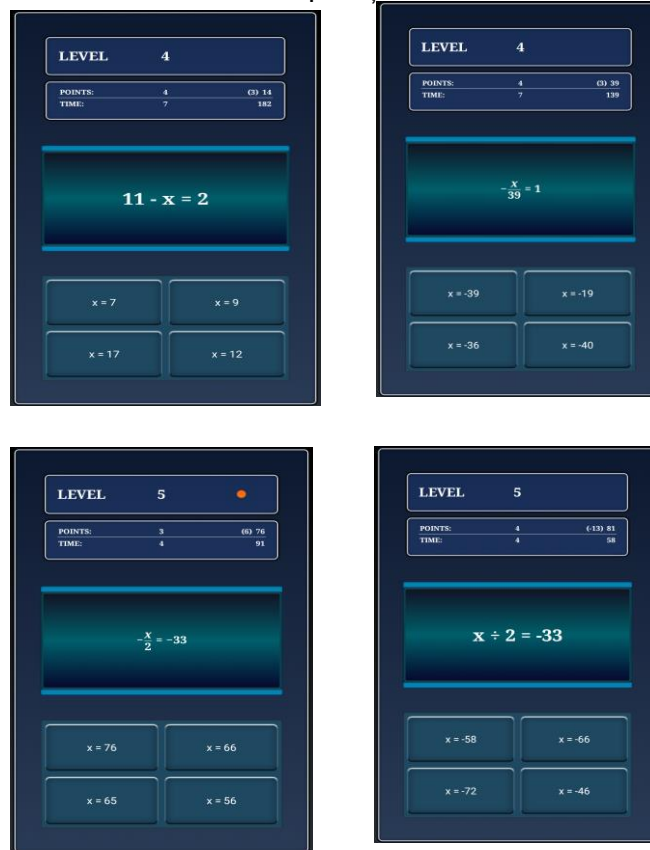 LEVEL 4
POINTS: 4 (3) 14
TIME: 7 182
11 - x = 2
x = 7 x = 9
x = 17 x = 12
LEVEL 4
POINTS: 4 (3) 39
TIME: 7 139
-x/39 = 1
x = -39 x = -19
x = -36 x = -40
LEVEL 5
POINTS: 3 (6) 76
TIME: 4 91
-x/2 = -33
x = 76 x = 66
x = 65 x = 56
LEVEL 5
POINTS: 4 (-13) 81
TIME: 4 58
x ÷ 2 = -33
x = -58 x = -66
x = -72 x = -46